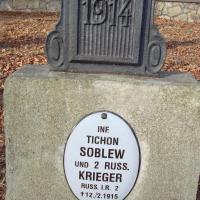 1914
INF.
TICHON
SOBLEW
UND 2 RUSS.
KRIEGER
RUSS. I.R. 2
†12./2.1915